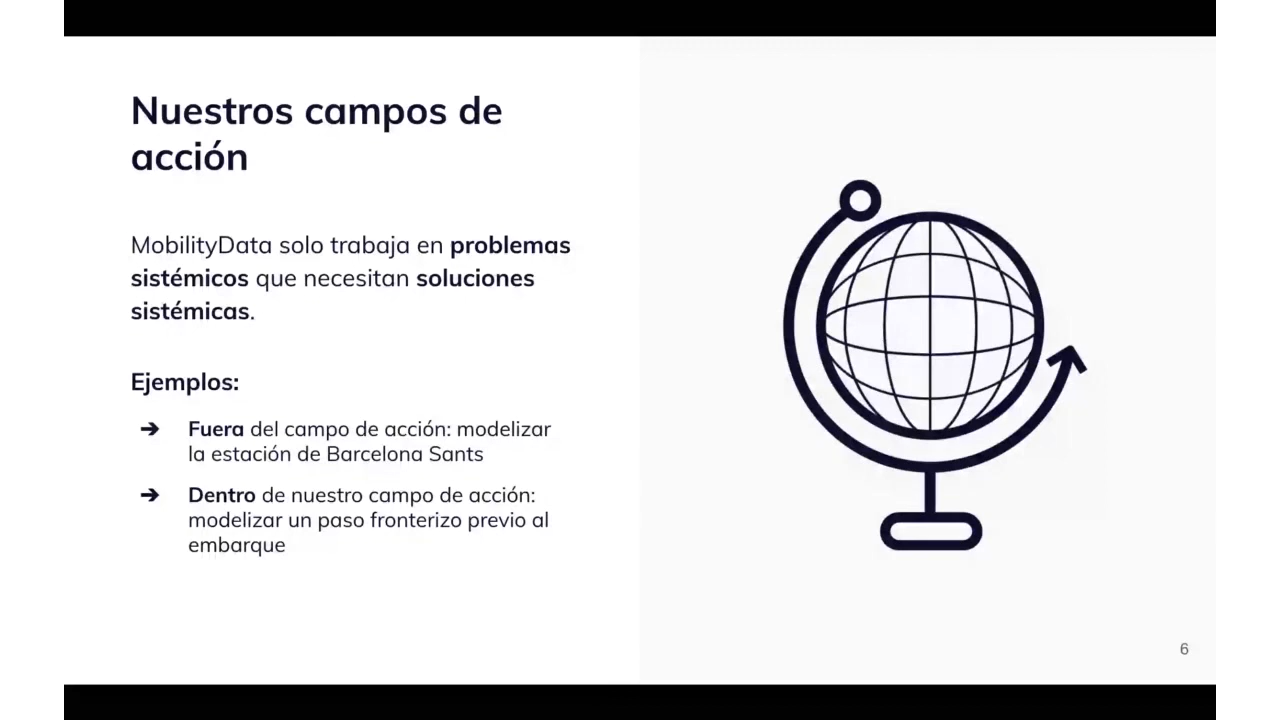 Nuestros campos de
acción
MobilityData solo trabaja en problemas
sistémicos que necesitan soluciones
sistémicas.
Ejemplos:
➔ Fuera del campo de acción: modelizar
la estación de Barcelona Sants
➔ Dentro de nuestro campo de acción:
modelizar un paso fronterizo previo al
embarque
6